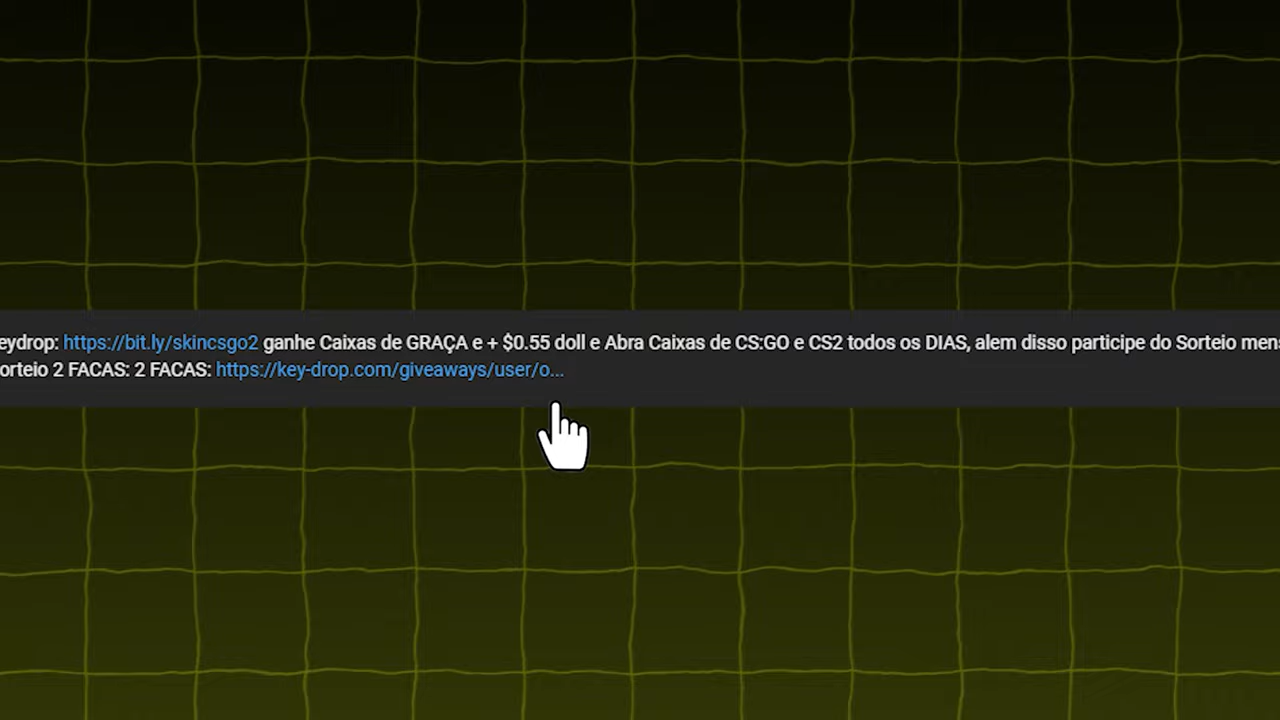 eydrop: https://bit.ly/skincsgo2 ganhe Caixas de GRAÇA e + $0.55 doll e Abra Caixas de CS:GO e CS2 todos os DIAS, alem disso participe do Sorteio mens
orteio 2 FACAS: 2 FACAS: https://key-drop.com/giveaways/user/o...